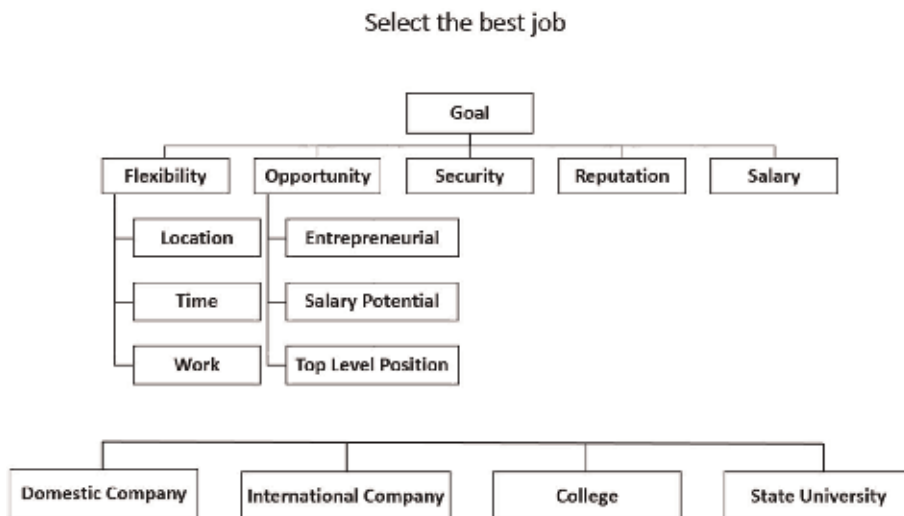 Select the best job
Goal
Flexibility
Opportunity
Security
Reputation
Salary
Location
Entrepreneurial
Time
Salary Potential
Work
Top Level Position
Domestic Company
International Company
College
State University